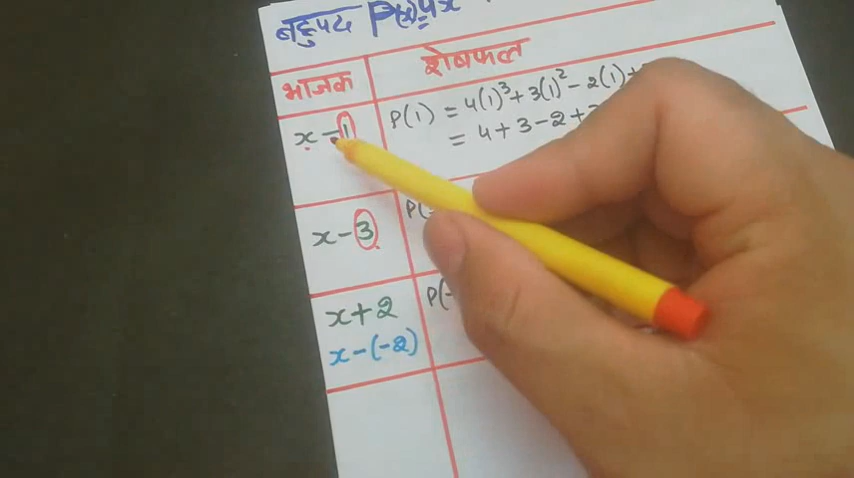 बहुपद
भाजक शेषफल
x - 1 P(1) = 4(1)³ + 3(1)² - 2(1) +
= 4 + 3 - 2 +
x - 3 P(
x + 2 P(-
x - (-2)